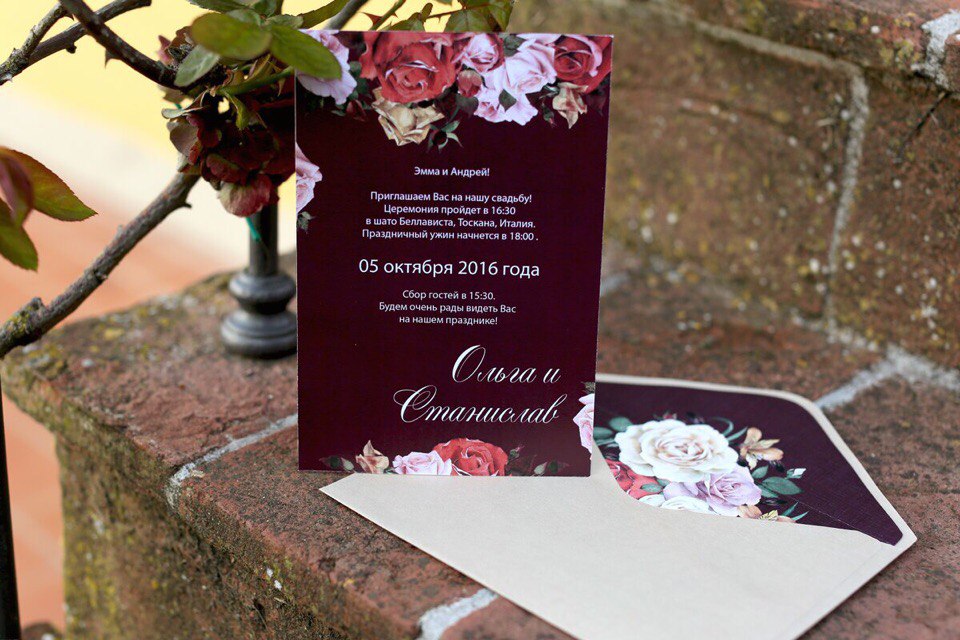 Эмма и Андрей!
Приглашаем Вас на нашу свадьбу!
Церемония пройдет в 16:30
в шато Беллависта, Тоскана, Италия.
Праздничный ужин начнется в 18:00 .
05 октября 2016 года
Сбор гостей в 15:30.
Будем очень рады видеть Вас
на нашем празднике!
Ольга и
Станислав